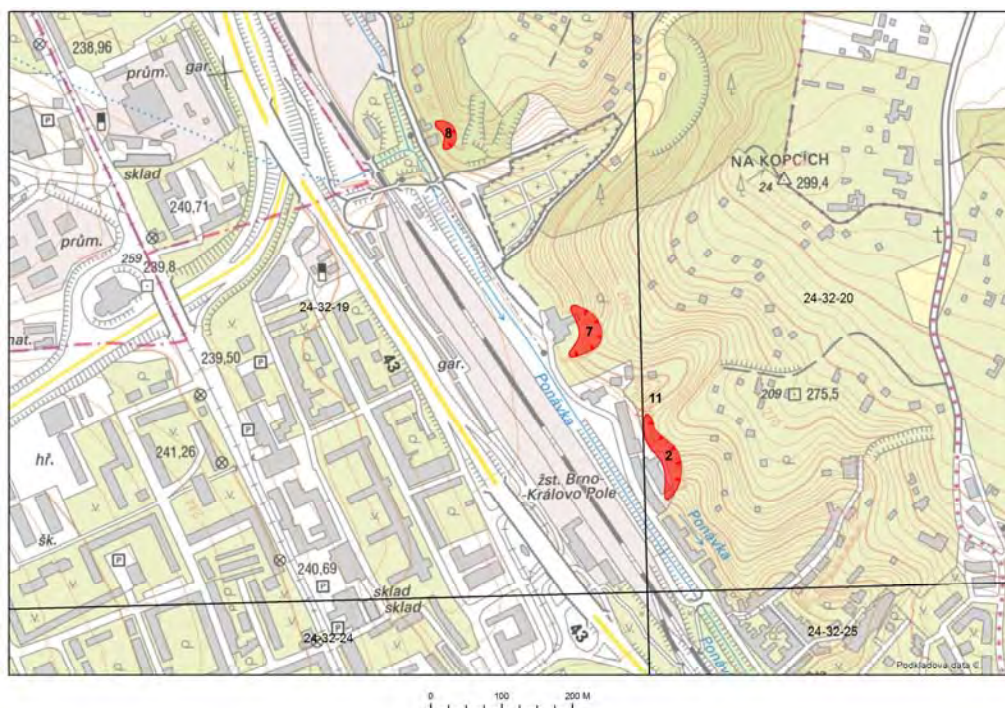 238,96
prům.
gar.
8
P
sklad
NA KOPCÍCH
24
299,4
240,71
prům.
259
239,8
24-32-19
24-32-20
mat.
239,50
P
43
gar.
Ponávka
7
11
209
275,5
P
2
241,26
hř.
žst. Brno-
-Královo Pole
šk.
P
240,69
P
Ponávka
sklad
sklad
P
24-32-24
43
24-32-25
Ponáv
Podkladová data ©
0 100 200 M